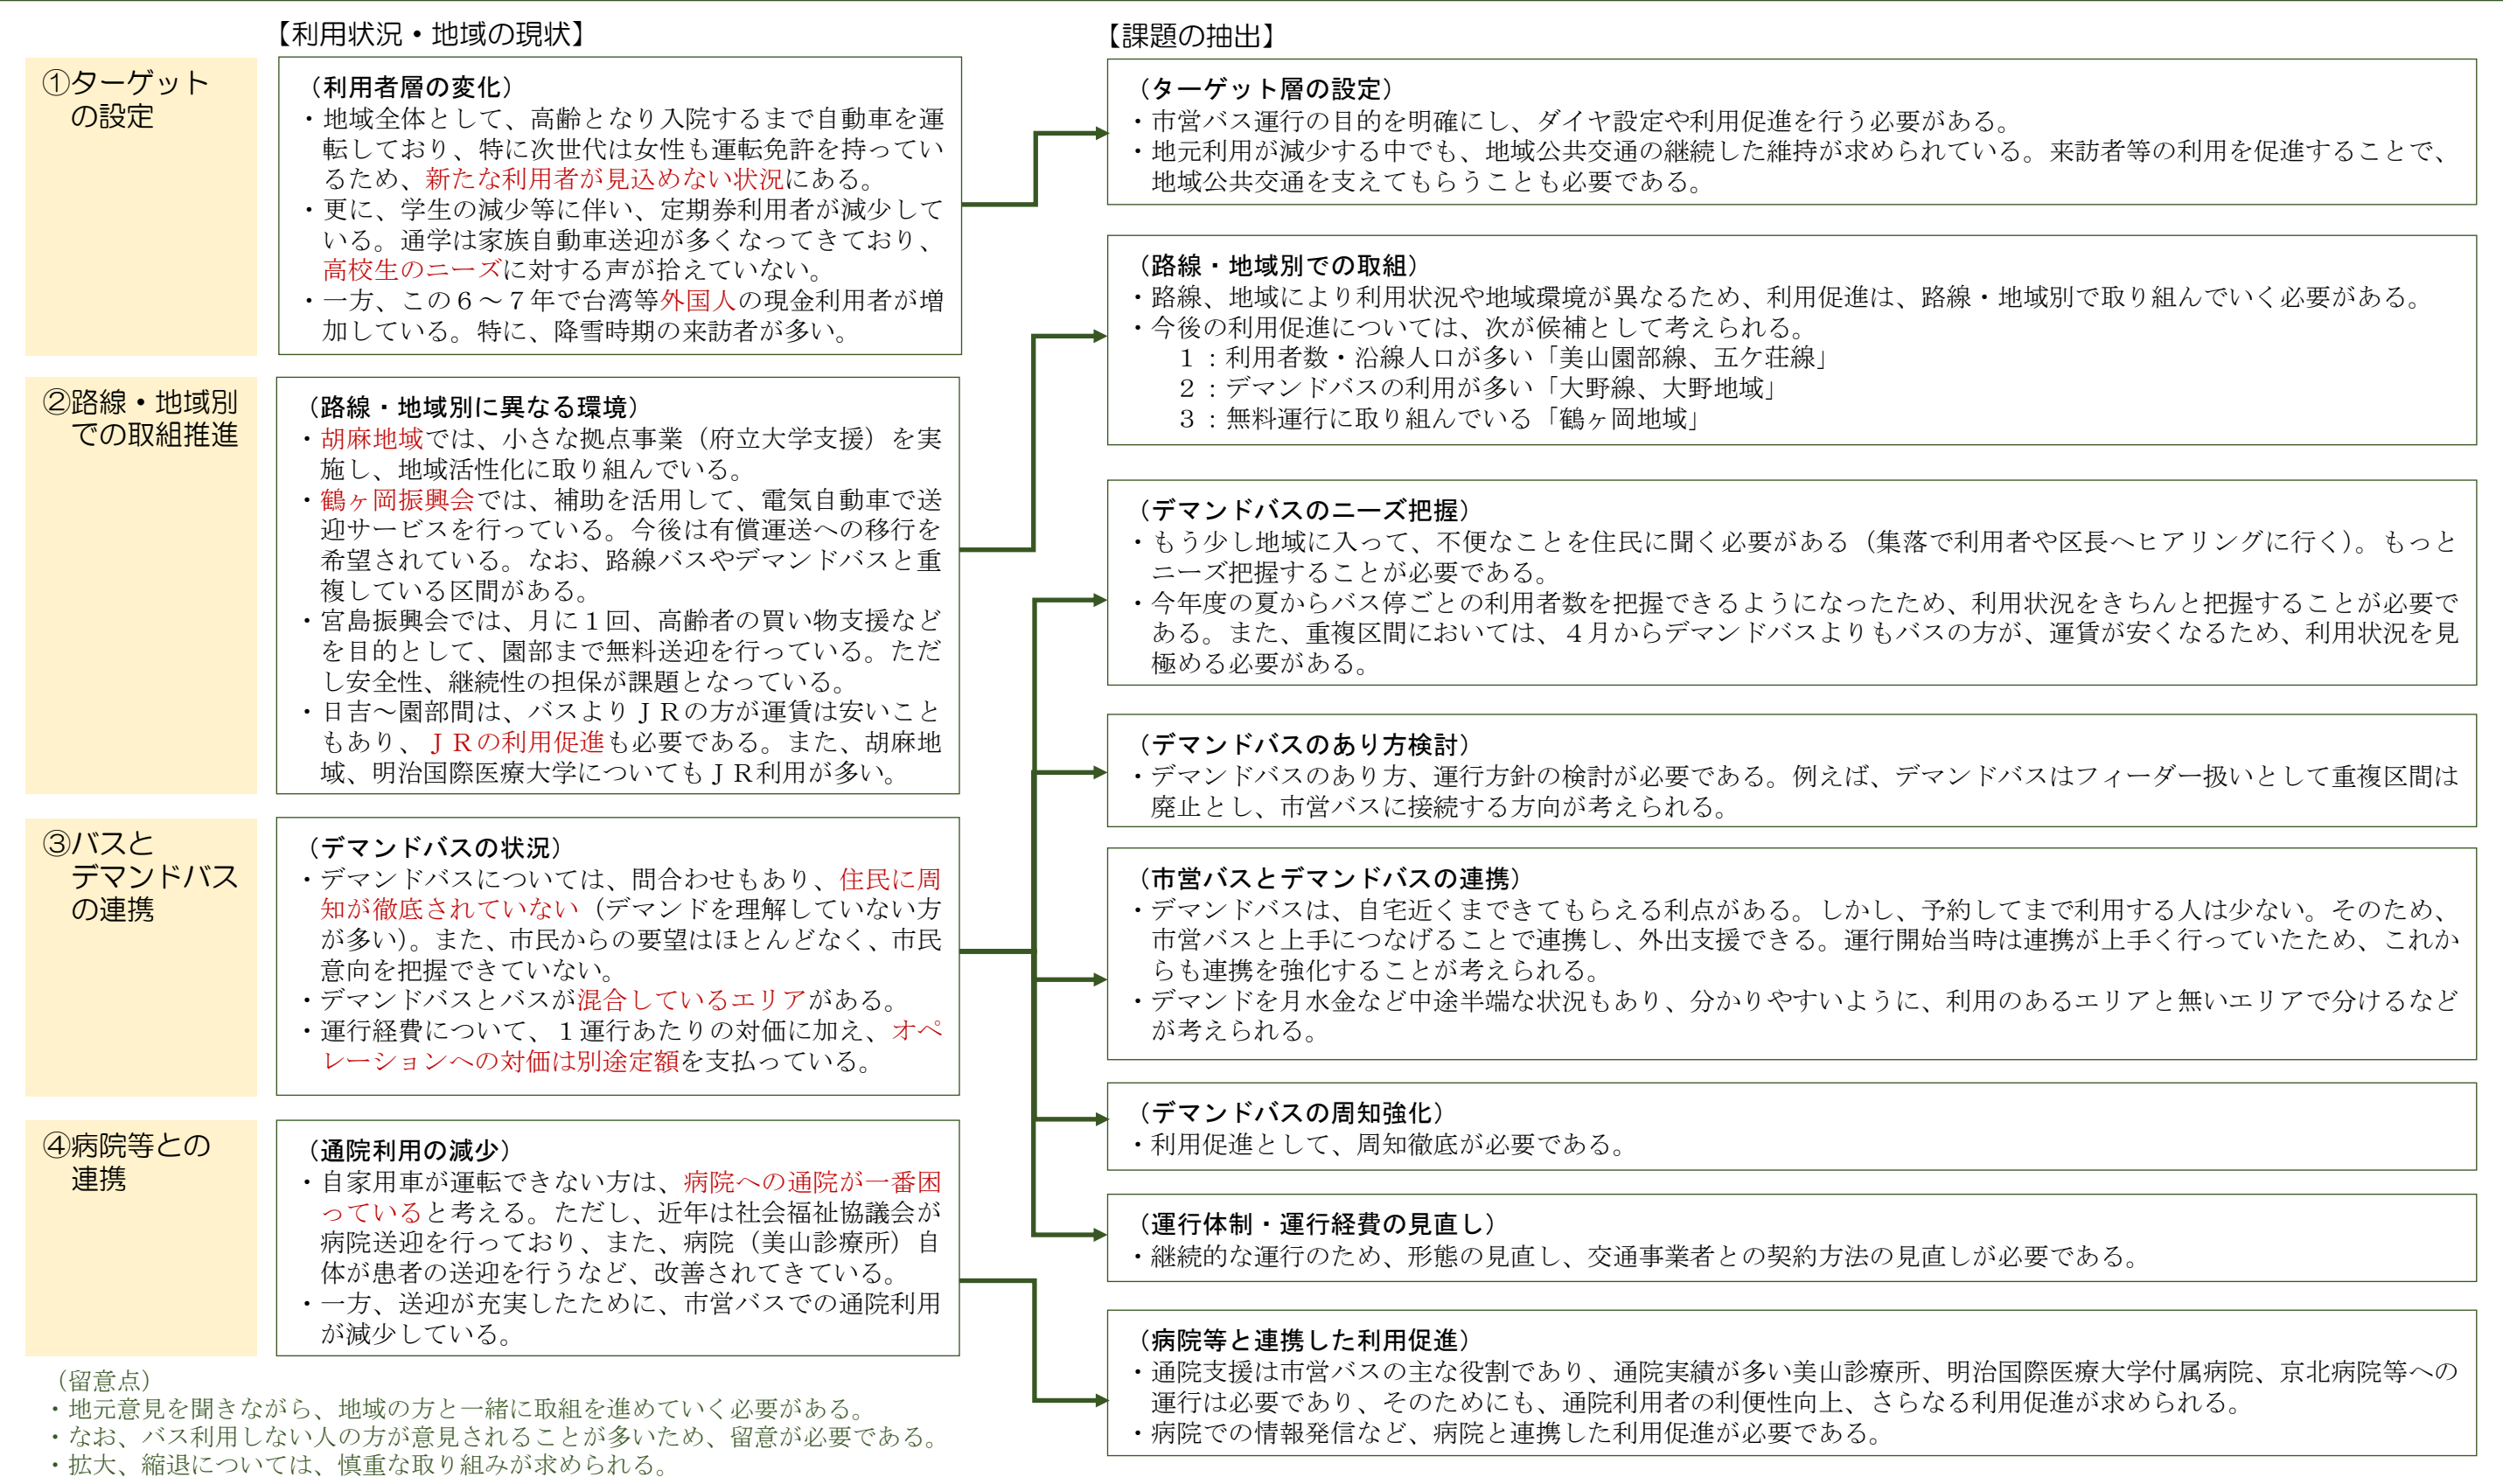 【利用状況・地域の現状】
【課題の抽出】
①ターゲット
の設定
（利用者層の変化）
・地域全体として、高齢となり入院するまで自動車を運
転しており、特に次世代は女性も運転免許を持ってい
るため、新たな利用者が見込めない状況にある。
・更に、学生の減少等に伴い、定期券利用者が減少して
いる。通学は家族自動車送迎が多くなってきており、
高校生のニーズに対する声が拾えていない。
・一方、この６～７年で台湾等外国人の現金利用者が増
加している。特に、降雪時期の来訪者が多い。
②路線・地域別
での取組推進
（路線・地域別に異なる環境）
・胡麻地域では、小さな拠点事業（府立大学支援）を実
施し、地域活性化に取り組んでいる。
・鶴ヶ岡振興会では、補助を活用して、電気自動車で送
迎サービスを行っている。今後は有償運送への移行を
希望されている。なお、路線バスやデマンドバスと重
複している区間がある。
・宮島振興会では、月に１回、高齢者の買い物支援など
を目的として、園部まで無料送迎を行っている。ただ
し安全性、継続性の担保が課題となっている。
・日吉～園部間は、バスよりＪＲの方が運賃は安いこと
もあり、ＪＲの利用促進も必要である。また、胡麻地
域、明治国際医療大学についてもＪＲ利用が多い。
③バスと
デマンドバス
の連携
（デマンドバスの状況）
・デマンドバスについては、問合わせもあり、住民に周
知が徹底されていない（デマンドを理解していない方
が多い）。また、市民からの要望はほとんどなく、市民
意向を把握できていない。
・デマンドバスとバスが混合しているエリアがある。
・運行経費について、１運行あたりの対価に加え、オペ
レーションへの対価は別途定額を支払っている。
④病院等との
連携
（通院利用の減少）
・自家用車が運転できない方は、病院への通院が一番困
っていると考える。ただし、近年は社会福祉協議会が
病院送迎を行っており、また、病院（美山診療所）自
体が患者の送迎を行うなど、改善されてきている。
・一方、送迎が充実したために、市営バスでの通院利用
が減少している。
（留意点）
・地元意見を聞きながら、地域の方と一緒に取組を進めていく必要がある。
・なお、バス利用しない人の方が意見されることが多いため、留意が必要である。
・拡大、縮退については、慎重な取り組みが求められる。
（ターゲット層の設定）
・市営バス運行の目的を明確にし、ダイヤ設定や利用促進を行う必要がある。
・地元利用が減少する中でも、地域公共交通の継続した維持が求められている。来訪者等の利用を促進することで、
地域公共交通を支えてもらうことも必要である。
（路線・地域別での取組）
・路線、地域により利用状況や地域環境が異なるため、利用促進は、路線・地域別で取り組んでいく必要がある。
・今後の利用促進については、次が候補として考えられる。
１：利用者数・沿線人口が多い「美山園部線、五ケ荘線」
２：デマンドバスの利用が多い「大野線、大野地域」
３：無料運行に取り組んでいる「鶴ヶ岡地域」
（デマンドバスのニーズ把握）
・もう少し地域に入って、不便なことを住民に聞く必要がある（集落で利用者や区長へヒアリングに行く）。もっと
ニーズ把握することが必要である。
・今年度の夏からバス停ごとの利用者数を把握できるようになったため、利用状況をきちんと把握することが必要で
ある。また、重複区間においては、４月からデマンドバスよりもバスの方が、運賃が安くなるため、利用状況を見
極める必要がある。
（デマンドバスのあり方検討）
・デマンドバスのあり方、運行方針の検討が必要である。例えば、デマンドバスはフィーダー扱いとして重複区間は
廃止とし、市営バスに接続する方向が考えられる。
（市営バスとデマンドバスの連携）
・デマンドバスは、自宅近くまできてもらえる利点がある。しかし、予約してまで利用する人は少ない。そのため、
市営バスと上手につなげることで連携し、外出支援できる。運行開始当時は連携が上手く行っていたため、これか
らも連携を強化することが考えられる。
・デマンドを月水金など中途半端な状況もあり、分かりやすいように、利用のあるエリアと無いエリアで分けるなど
が考えられる。
（デマンドバスの周知強化）
・利用促進として、周知徹底が必要である。
（運行体制・運行経費の見直し）
・継続的な運行のため、形態の見直し、交通事業者との契約方法の見直しが必要である。
（病院等と連携した利用促進）
・通院支援は市営バスの主な役割であり、通院実績が多い美山診療所、明治国際医療大学付属病院、京北病院等への
運行は必要であり、そのためにも、通院利用者の利便性向上、さらなる利用促進が求められる。
・病院での情報発信など、病院と連携した利用促進が必要である。